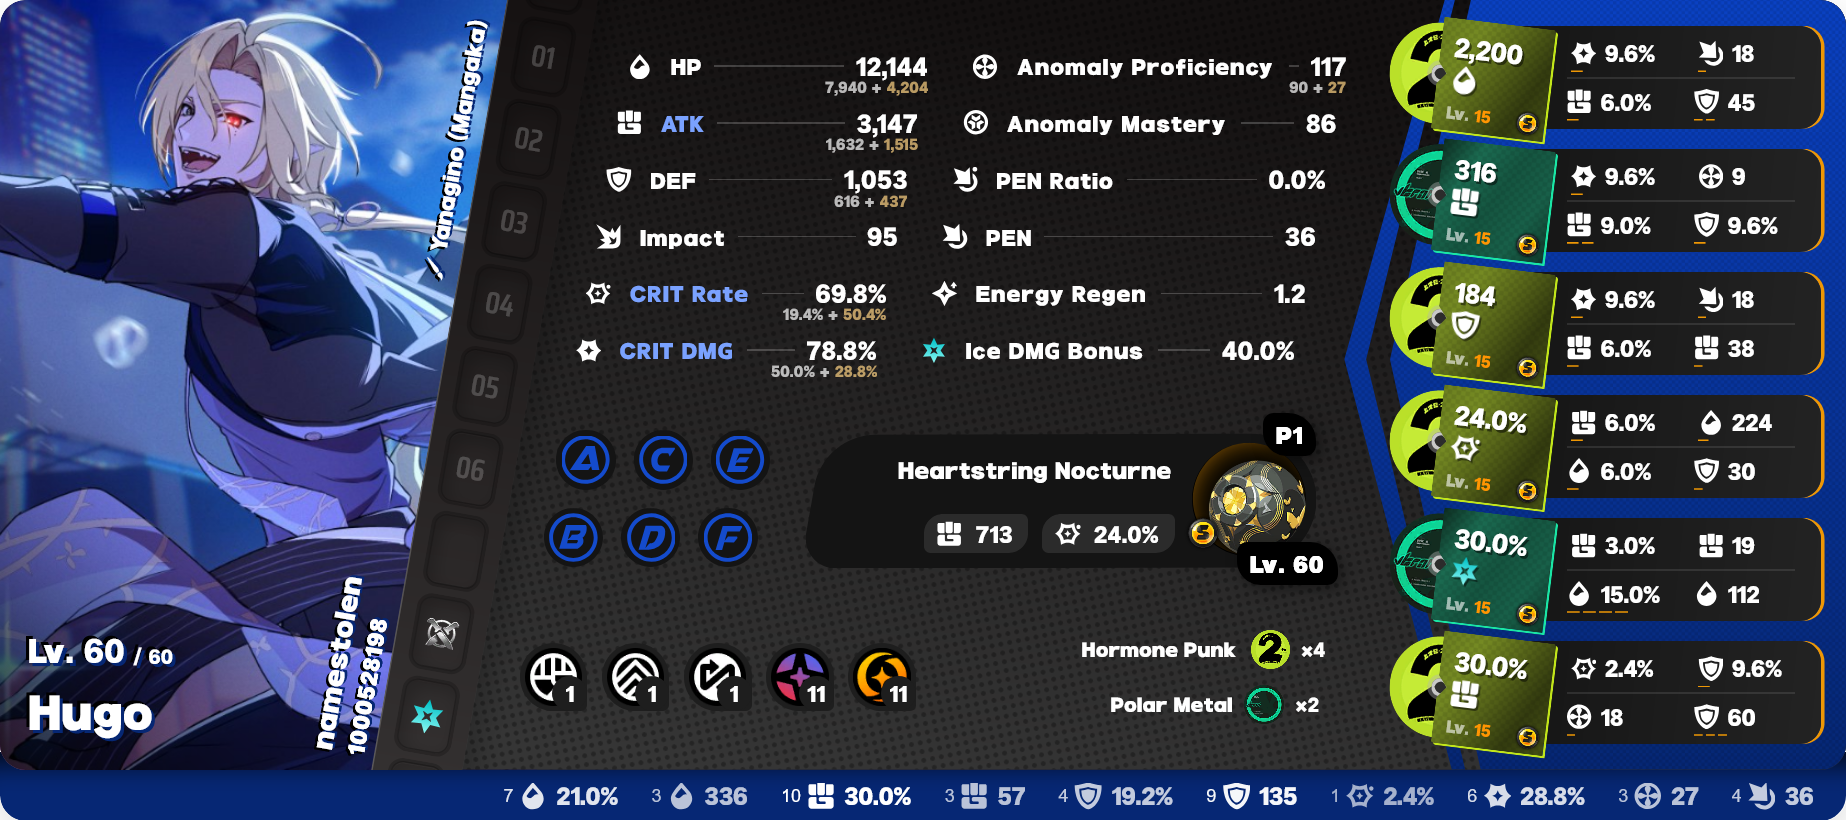 / Yanagino (Mangaka)
Lv. 60 / 60
Hugo
namestolen
1000528198
01
02
03
04
05
06
HP 12,144
7,940 + 4,204
ATK 3,147
1,632 + 1,515
DEF 1,053
616 + 437
Impact 95
CRIT Rate 69.8%
19.4% + 50.4%
CRIT DMG 78.8%
50.0% + 28.8%
Anomaly Proficiency 117
90 + 27
Anomaly Mastery 86
PEN Ratio 0.0%
PEN 36
Energy Regen 1.2
Ice DMG Bonus 40.0%
A C E
B D F
P1
Heartstring Nocturne
713 24.0%
S
Lv. 60
1 1 1 11 11
Hormone Punk 2 ×4
Polar Metal ×2
2,200
Lv. 15 S
9.6% 18
6.0% 45
316
Lv. 15 S
9.6% 9
9.0% 9.6%
184
Lv. 15 S
9.6% 18
6.0% 38
24.0%
Lv. 15 S
6.0% 224
6.0% 30
30.0%
Lv. 15 S
3.0% 19
15.0% 112
30.0%
Lv. 15 S
2.4% 9.6%
18 60
7 21.0% 3 336 10 30.0% 3 57 4 19.2% 9 135 1 2.4% 6 28.8% 3 27 4 36